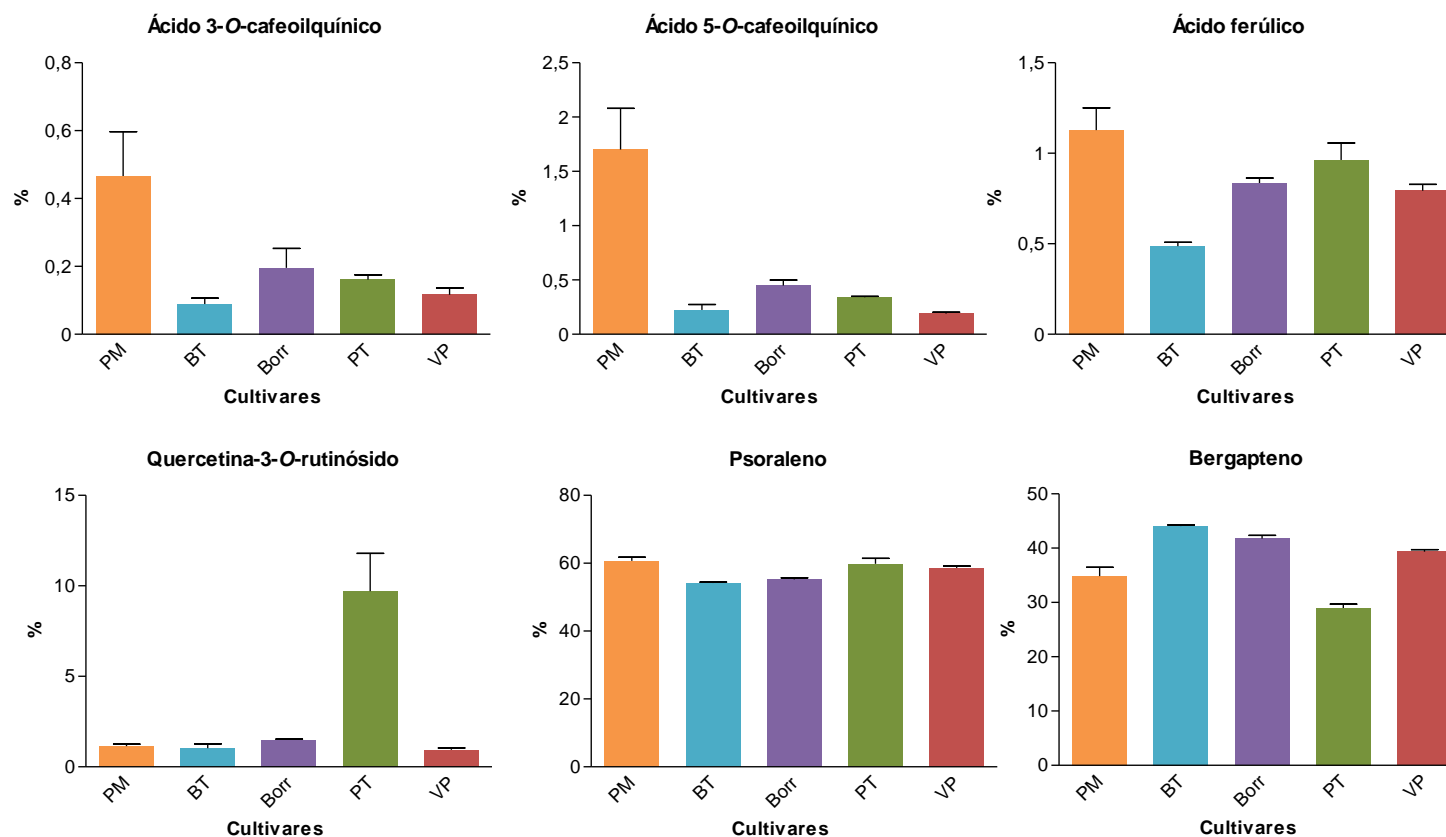 Ácido 3-O-cafeoilquínico
0,8
0,6
0,4
0,2
0
%
PM
BT
Borr
PT
VP
Cultivares
Ácido 5-O-cafeoilquínico
2,5
2
1,5
1
0,5
0
%
PM
BT
Borr
PT
VP
Cultivares
Ácido ferúlico
1,5
1
0,5
0
%
PM
BT
Borr
PT
VP
Cultivares
Quercetina-3-O-rutinósido
15
10
5
0
%
PM
BT
Borr
PT
VP
Cultivares
Psoraleno
80
60
40
20
0
%
PM
BT
Borr
PT
VP
Cultivares
Bergapteno
50
40
30
20
10
0
%
PM
BT
Borr
PT
VP
Cultivares